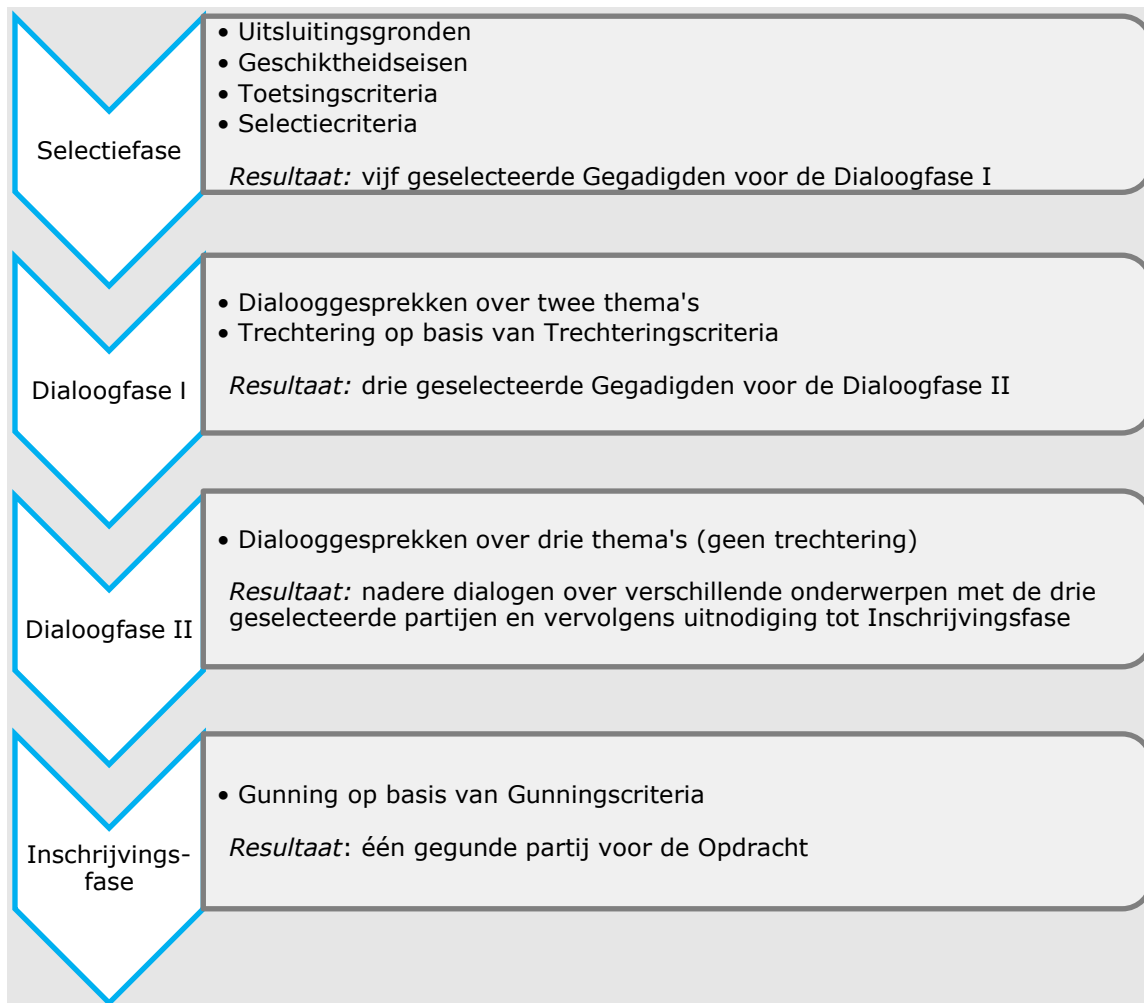 Selectiefase
• Uitsluitingsgronden
• Geschiktheidseisen
• Toetsingscriteria
• Selectiecriteria
Resultaat: vijf geselecteerde Gegadigden voor de Dialoogfase I
Dialoogfase I
• Dialooggesprekken over twee thema's
• Trechtering op basis van Trechteringscriteria
Resultaat: drie geselecteerde Gegadigden voor de Dialoogfase II
Dialoogfase II
• Dialooggesprekken over drie thema's (geen trechtering)
Resultaat: nadere dialogen over verschillende onderwerpen met de drie
geselecteerde partijen en vervolgens uitnodiging tot Inschrijvingsfase
Inschrijvings-
fase
• Gunning op basis van Gunningscriteria
Resultaat: één gegunde partij voor de Opdracht